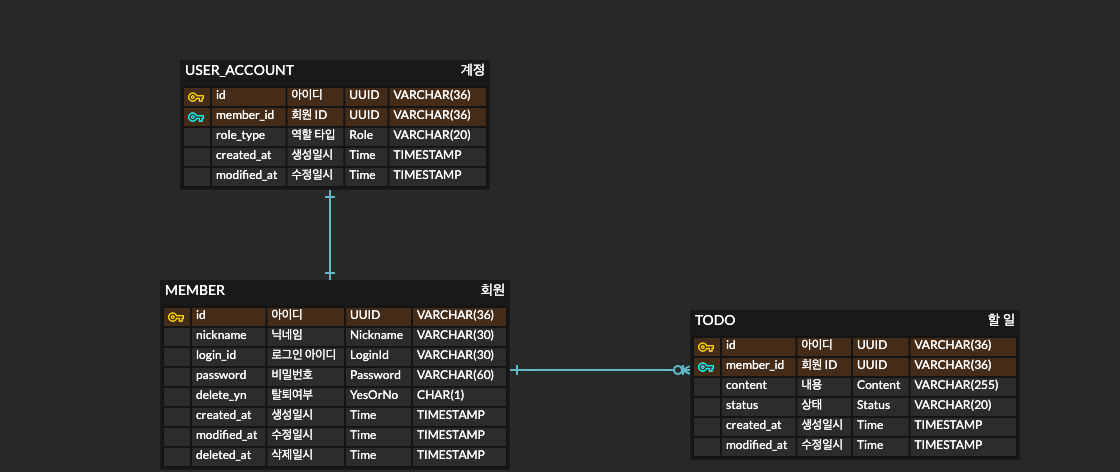 USER_ACCOUNT 계정
id 아이디 UUID VARCHAR(36)
member_id 회원 ID UUID VARCHAR(36)
role_type 역할 타입 Role VARCHAR(20)
created_at 생성일시 Time TIMESTAMP
modified_at 수정일시 Time TIMESTAMP
MEMBER 회원
id 아이디 UUID VARCHAR(36)
nickname 닉네임 Nickname VARCHAR(30)
login_id 로그인 아이디 LoginId VARCHAR(30)
password 비밀번호 Password VARCHAR(60)
delete_yn 탈퇴여부 YesOrNo CHAR(1)
created_at 생성일시 Time TIMESTAMP
modified_at 수정일시 Time TIMESTAMP
deleted_at 삭제일시 Time TIMESTAMP
TODO 할 일
id 아이디 UUID VARCHAR(36)
member_id 회원 ID UUID VARCHAR(36)
content 내용 Content VARCHAR(255)
status 상태 Status VARCHAR(20)
created_at 생성일시 Time TIMESTAMP
modified_at 수정일시 Time TIMESTAMP